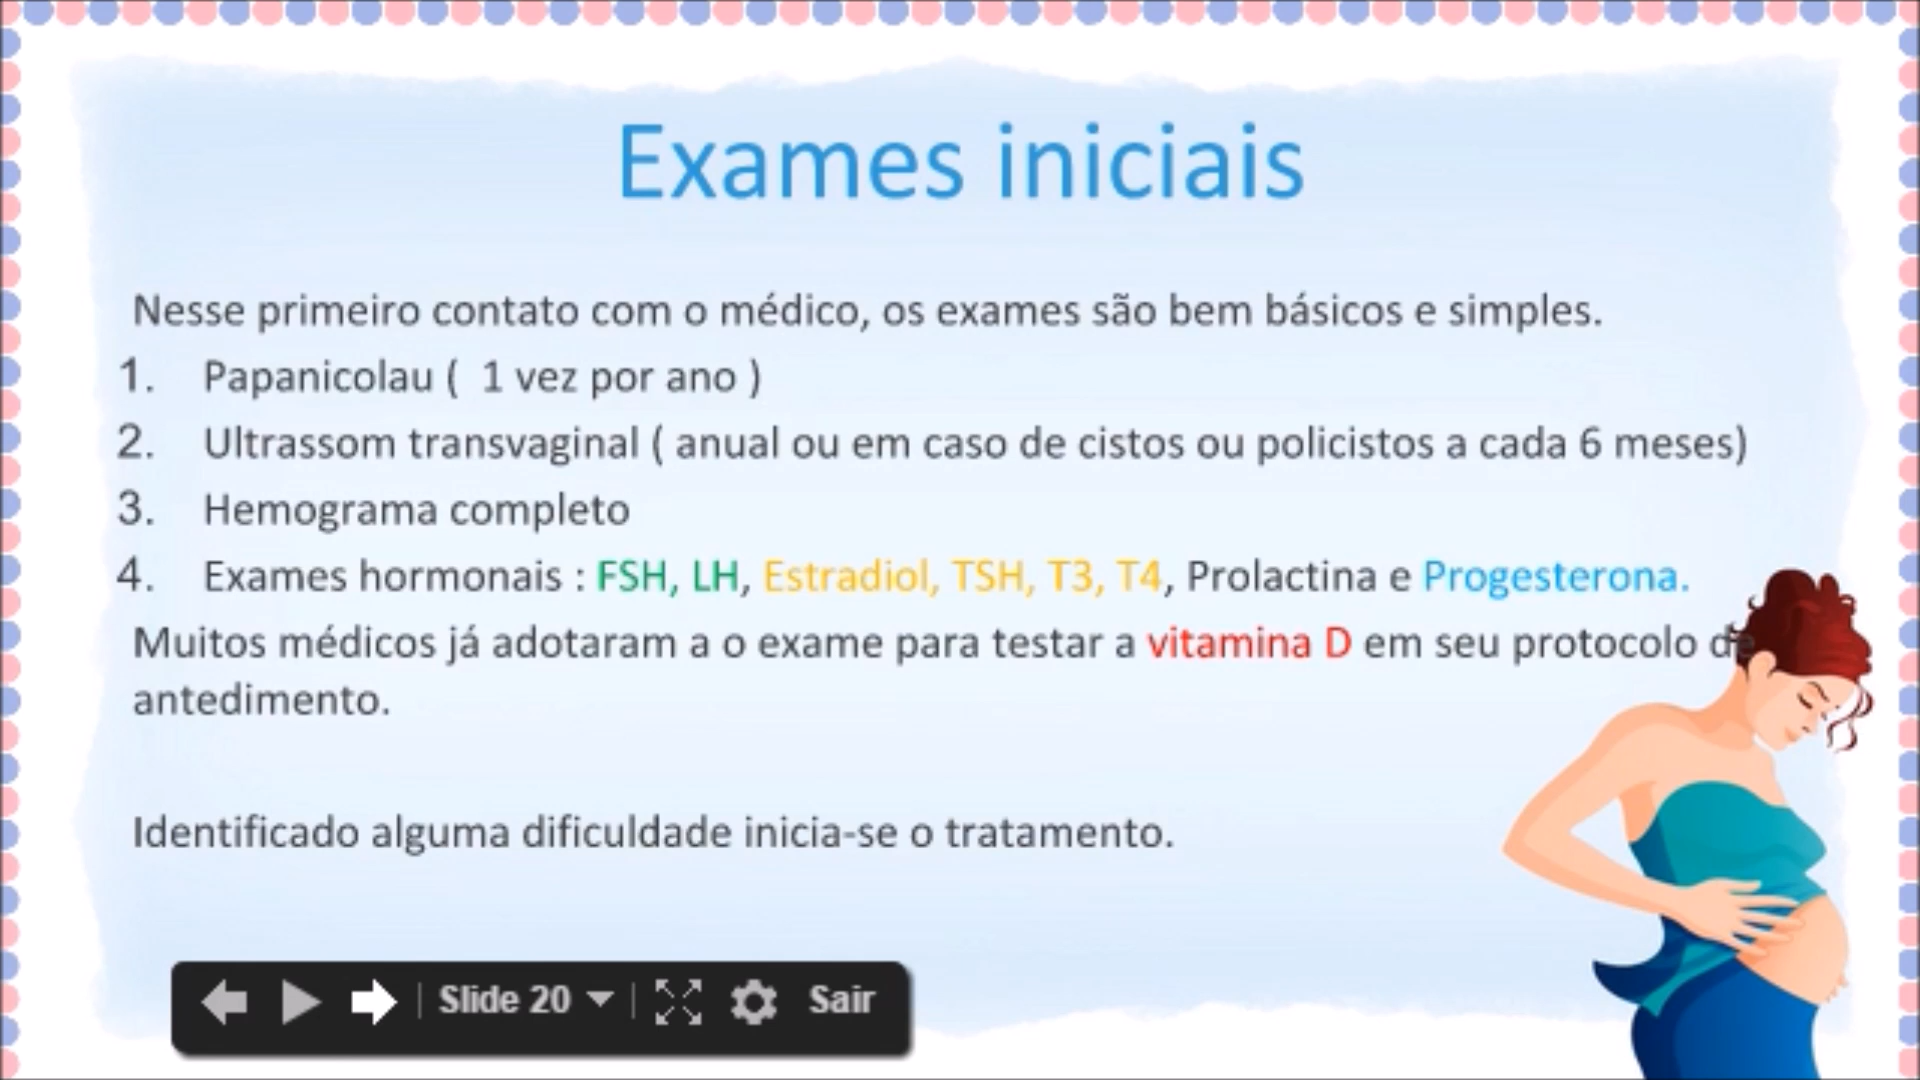 Exames iniciais
Nesse primeiro contato com o médico, os exames são bem básicos e simples.
1. Papanicolau ( 1 vez por ano )
2. Ultrassom transvaginal ( anual ou em caso de cistos ou policistos a cada 6 meses)
3. Hemograma completo
4. Exames hormonais : FSH, LH, Estradiol, TSH, T3, T4, Prolactina e Progesterona.
Muitos médicos já adotaram a o exame para testar a vitamina D em seu protocolo de
antedimento.
Identificado alguma dificuldade inicia-se o tratamento.
Slide 20 Sair